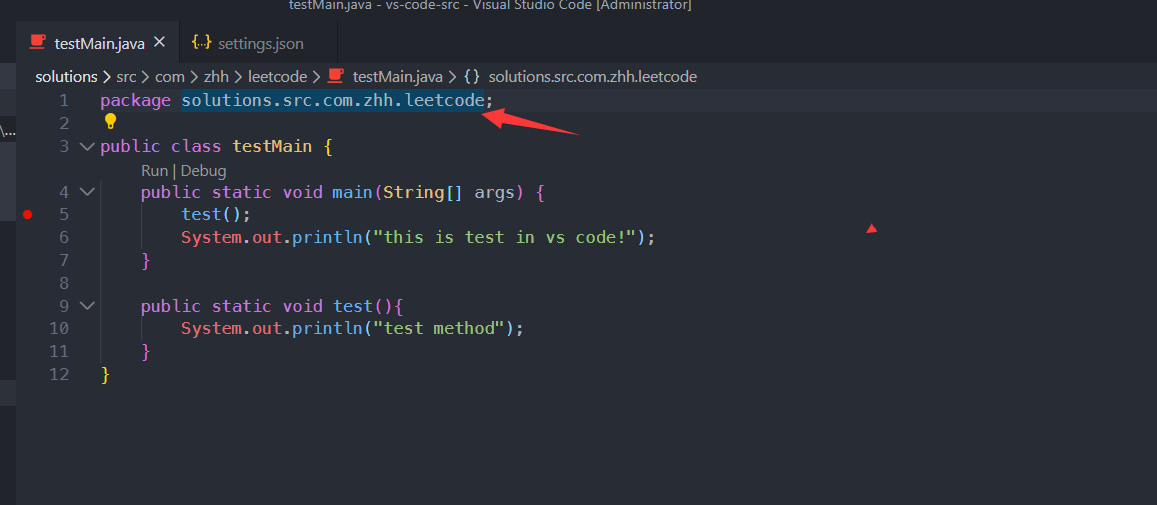 testMain.java - vs-code-src - Visual Studio Code [Administrator]
testMain.java × {..} settings.json
solutions > src > com > zhh > leetcode > testMain.java > {} solutions.src.com.zhh.leetcode
1 package solutions.src.com.zhh.leetcode;
2
3 public class testMain {
Run | Debug
4 public static void main(String[] args) {
5 test();
6 System.out.println("this is test in vs code!");
7 }
8
9 public static void test(){
10 System.out.println("test method");
11 }
12 }
\...